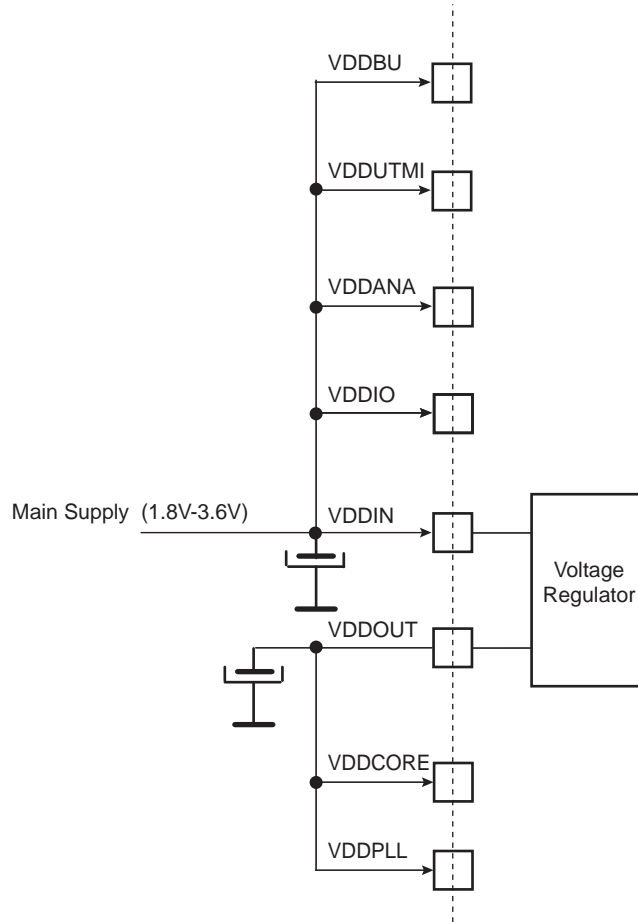 VDDBU
VDDUTMI
VDDANA
VDDIO
Main Supply (1.8V-3.6V)
VDDIN
Voltage
Regulator
VDDOUT
VDDCORE
VDDPLL